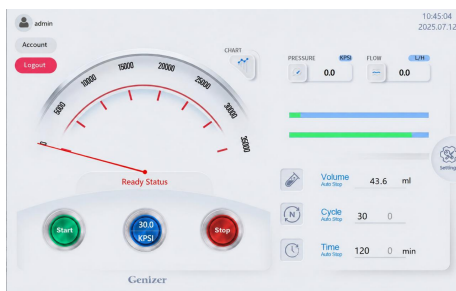 admin
10:45:04
2025.07.12
Account
Logout
CHART
PRESSURE KPSI FLOW L/H
0.0 0.0
0 5000 10000 15000 20000 25000 30000 35000
Ready Status
Setting
Volume 43.6 ml
Auto Stop
Cycle 30 0
Auto Stop
Time 120 0 min
Auto Stop
Start 30.0 KPSI Stop
N
Genizer